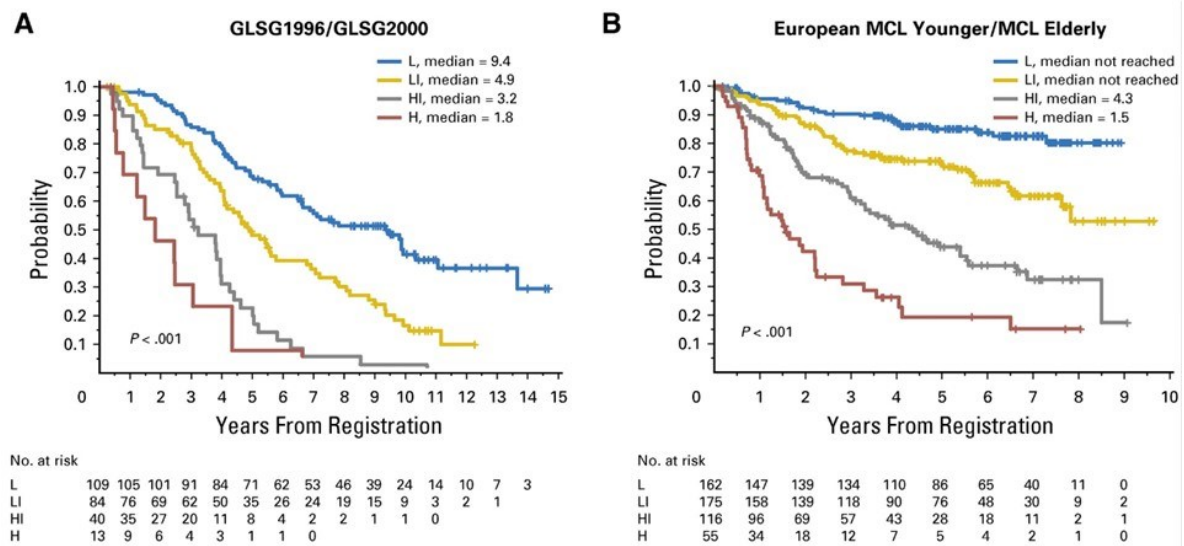 A
GLSG1996/GLSG2000
L, median = 9.4
LI, median = 4.9
HI, median = 3.2
H, median = 1.8
1.0
0.9
0.8
0.7
0.6
0.5
0.4
0.3
0.2
0.1
Probability
P < .001
0 1 2 3 4 5 6 7 8 9 10 11 12 13 14 15
Years From Registration
No. at risk
L 109 105 101 91 84 71 62 53 46 39 24 14 10 7 3
LI 84 76 69 62 50 35 26 24 19 15 9 3 2 1
HI 40 35 27 20 11 8 4 2 2 1 1 0
H 13 9 6 4 3 1 1 0
B
European MCL Younger/MCL Elderly
L, median not reached
LI, median not reached
HI, median = 4.3
H, median = 1.5
1.0
0.9
0.8
0.7
0.6
0.5
0.4
0.3
0.2
0.1
Probability
P < .001
0 1 2 3 4 5 6 7 8 9 10
Years From Registration
No. at risk
L 162 147 139 134 110 86 65 40 11 0
LI 175 158 139 118 90 76 48 30 9 2
HI 116 96 69 57 43 28 18 11 2 1
H 55 34 18 12 7 5 4 2 1 0